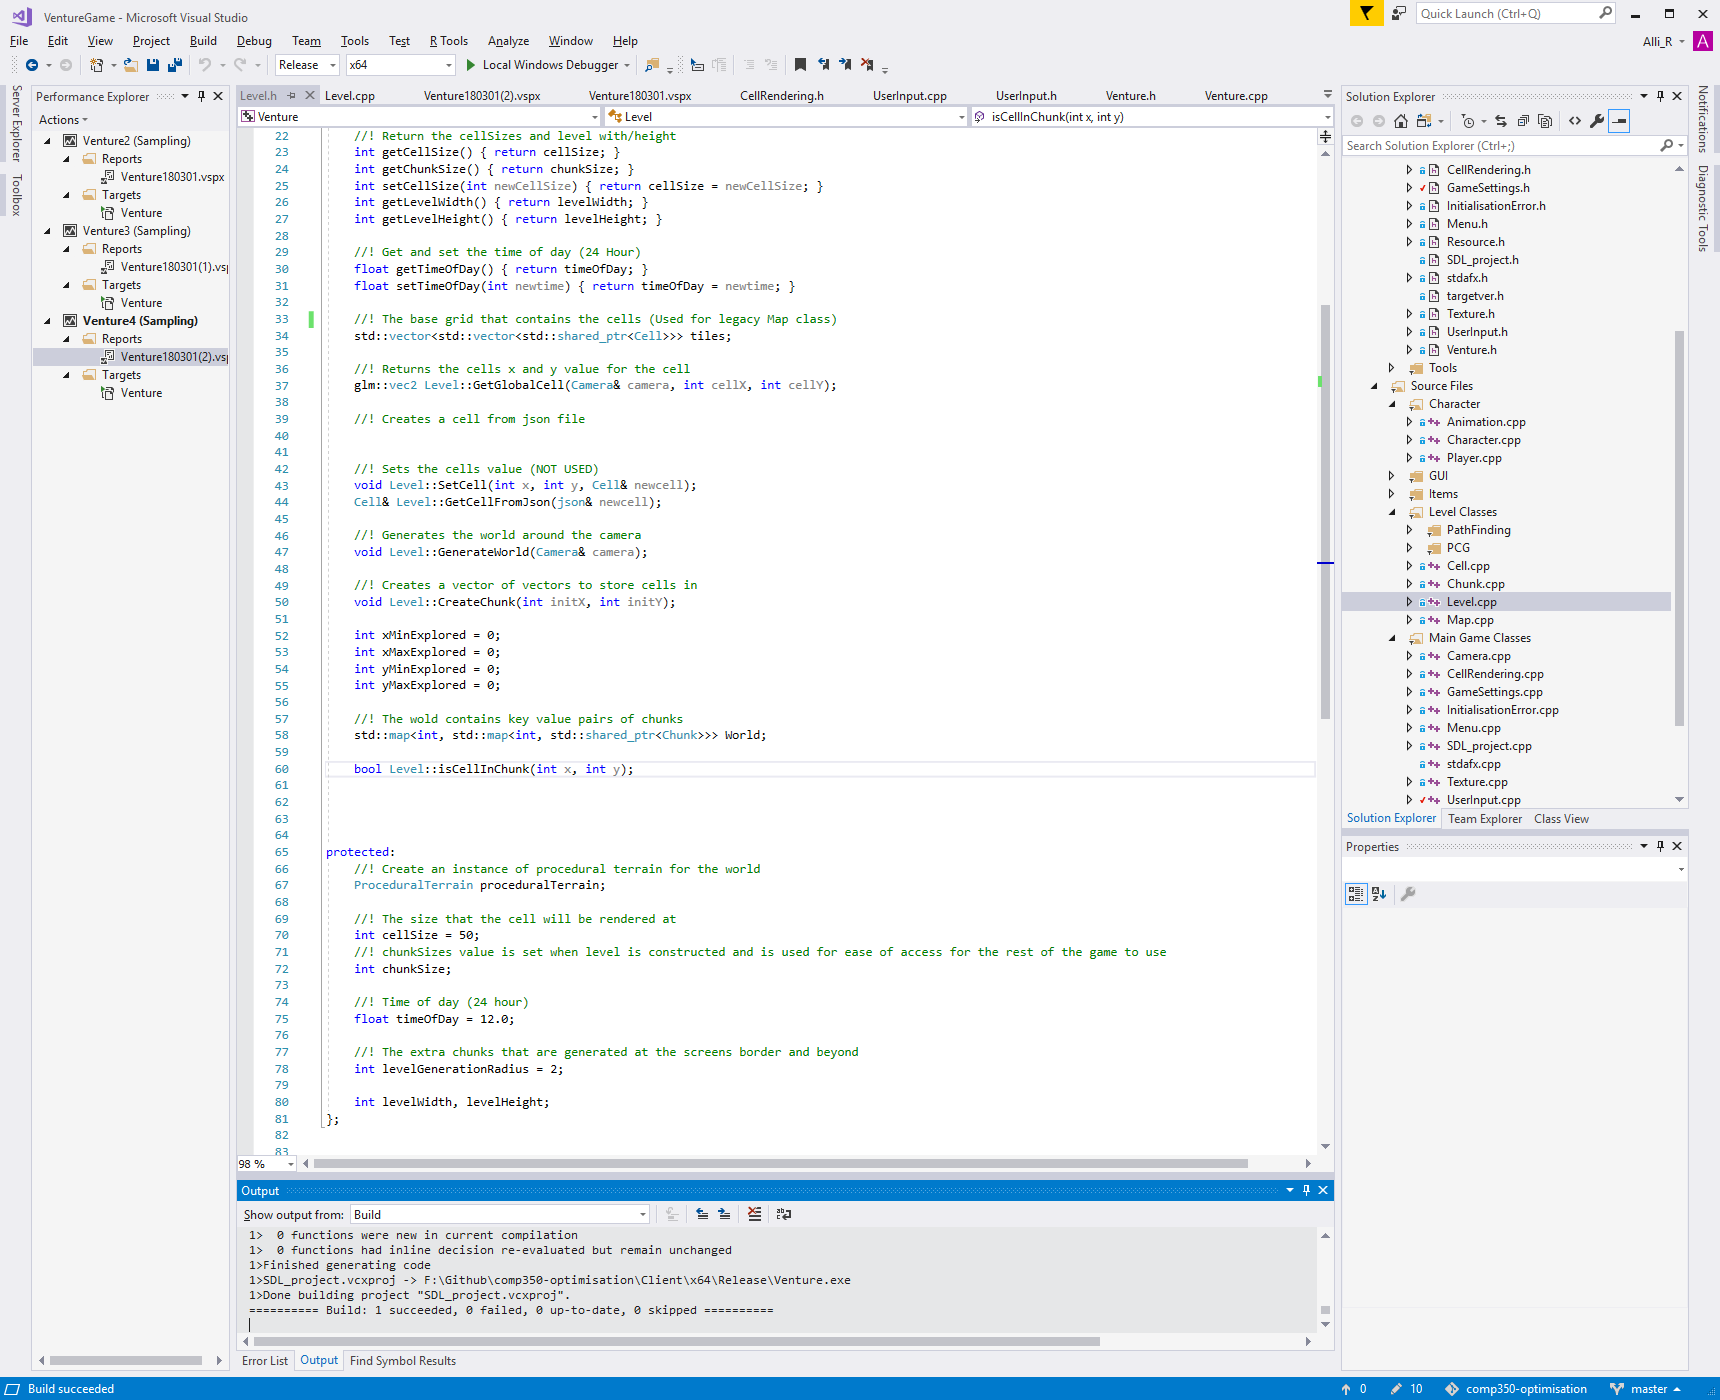 VentureGame - Microsoft Visual Studio
Quick Launch (Ctrl+Q)
File Edit View Project Build Debug Team Tools Test R Tools Analyze Window Help
Alli_R A
Release x64 Local Windows Debugger
Server Explorer
Toolbox
Performance Explorer
Actions
Venture2 (Sampling)
Reports
Venture180301.vspx
Targets
Venture
Venture3 (Sampling)
Reports
Venture180301(1).vsp
Targets
Venture
Venture4 (Sampling)
Reports
Venture180301(2).vsp
Targets
Venture
Level.h Level.cpp Venture180301(2).vspx Venture180301.vspx CellRendering.h UserInput.cpp UserInput.h Venture.h Venture.cpp
Venture Level isCellInChunk(int x, int y)
22 //! Return the cellSizes and level with/height
23 int getCellSize() { return cellSize; }
24 int getChunkSize() { return chunkSize; }
25 int setCellSize(int newCellSize) { return cellSize = newCellSize; }
26 int getLevelWidth() { return levelWidth; }
27 int getLevelHeight() { return levelHeight; }
28
29 //! Get and set the time of day (24 Hour)
30 float getTimeOfDay() { return timeOfDay; }
31 float setTimeOfDay(int newtime) { return timeOfDay = newtime; }
32
33 //! The base grid that contains the cells (Used for legacy Map class)
34 std::vector<std::vector<std::shared_ptr<Cell>>> tiles;
35
36 //! Returns the cells x and y value for the cell
37 glm::vec2 Level::GetGlobalCell(Camera& camera, int cellX, int cellY);
38
39 //! Creates a cell from json file
40
41
42 //! Sets the cells value (NOT USED)
43 void Level::SetCell(int x, int y, Cell& newcell);
44 Cell& Level::GetCellFromJson(json& newcell);
45
46 //! Generates the world around the camera
47 void Level::GenerateWorld(Camera& camera);
48
49 //! Creates a vector of vectors to store cells in
50 void Level::CreateChunk(int initX, int initY);
51
52 int xMinExplored = 0;
53 int xMaxExplored = 0;
54 int yMinExplored = 0;
55 int yMaxExplored = 0;
56
57 //! The wold contains key value pairs of chunks
58 std::map<int, std::map<int, std::shared_ptr<Chunk>>> World;
59
60 bool Level::isCellInChunk(int x, int y);
61
62
63
64
65 protected:
66 //! Create an instance of procedural terrain for the world
67 ProceduralTerrain proceduralTerrain;
68
69 //! The size that the cell will be rendered at
70 int cellSize = 50;
71 //! chunkSizes value is set when level is constructed and is used for ease of access for the rest of the game to use
72 int chunkSize;
73
74 //! Time of day (24 hour)
75 float timeOfDay = 12.0;
76
77 //! The extra chunks that are generated at the screens border and beyond
78 int levelGenerationRadius = 2;
79
80 int levelWidth, levelHeight;
81 };
82
83
98 %
Output
Show output from: Build
1> 0 functions were new in current compilation
1> 0 functions had inline decision re-evaluated but remain unchanged
1>Finished generating code
1>SDL_project.vcxproj -> F:\Github\comp350-optimisation\Client\x64\Release\Venture.exe
1>Done building project "SDL_project.vcxproj".
========== Build: 1 succeeded, 0 failed, 0 up-to-date, 0 skipped ==========
Error List Output Find Symbol Results
Solution Explorer
Search Solution Explorer (Ctrl+;)
CellRendering.h
GameSettings.h
InitialisationError.h
Menu.h
Resource.h
SDL_project.h
stdafx.h
targetver.h
Texture.h
UserInput.h
Venture.h
Tools
Source Files
Character
Animation.cpp
Character.cpp
Player.cpp
GUI
Items
Level Classes
PathFinding
PCG
Cell.cpp
Chunk.cpp
Level.cpp
Map.cpp
Main Game Classes
Camera.cpp
CellRendering.cpp
GameSettings.cpp
InitialisationError.cpp
Menu.cpp
SDL_project.cpp
stdafx.cpp
Texture.cpp
UserInput.cpp
Solution Explorer Team Explorer Class View
Properties
Notifications
Diagnostic Tools
Build succeeded
0 10 comp350-optimisation master